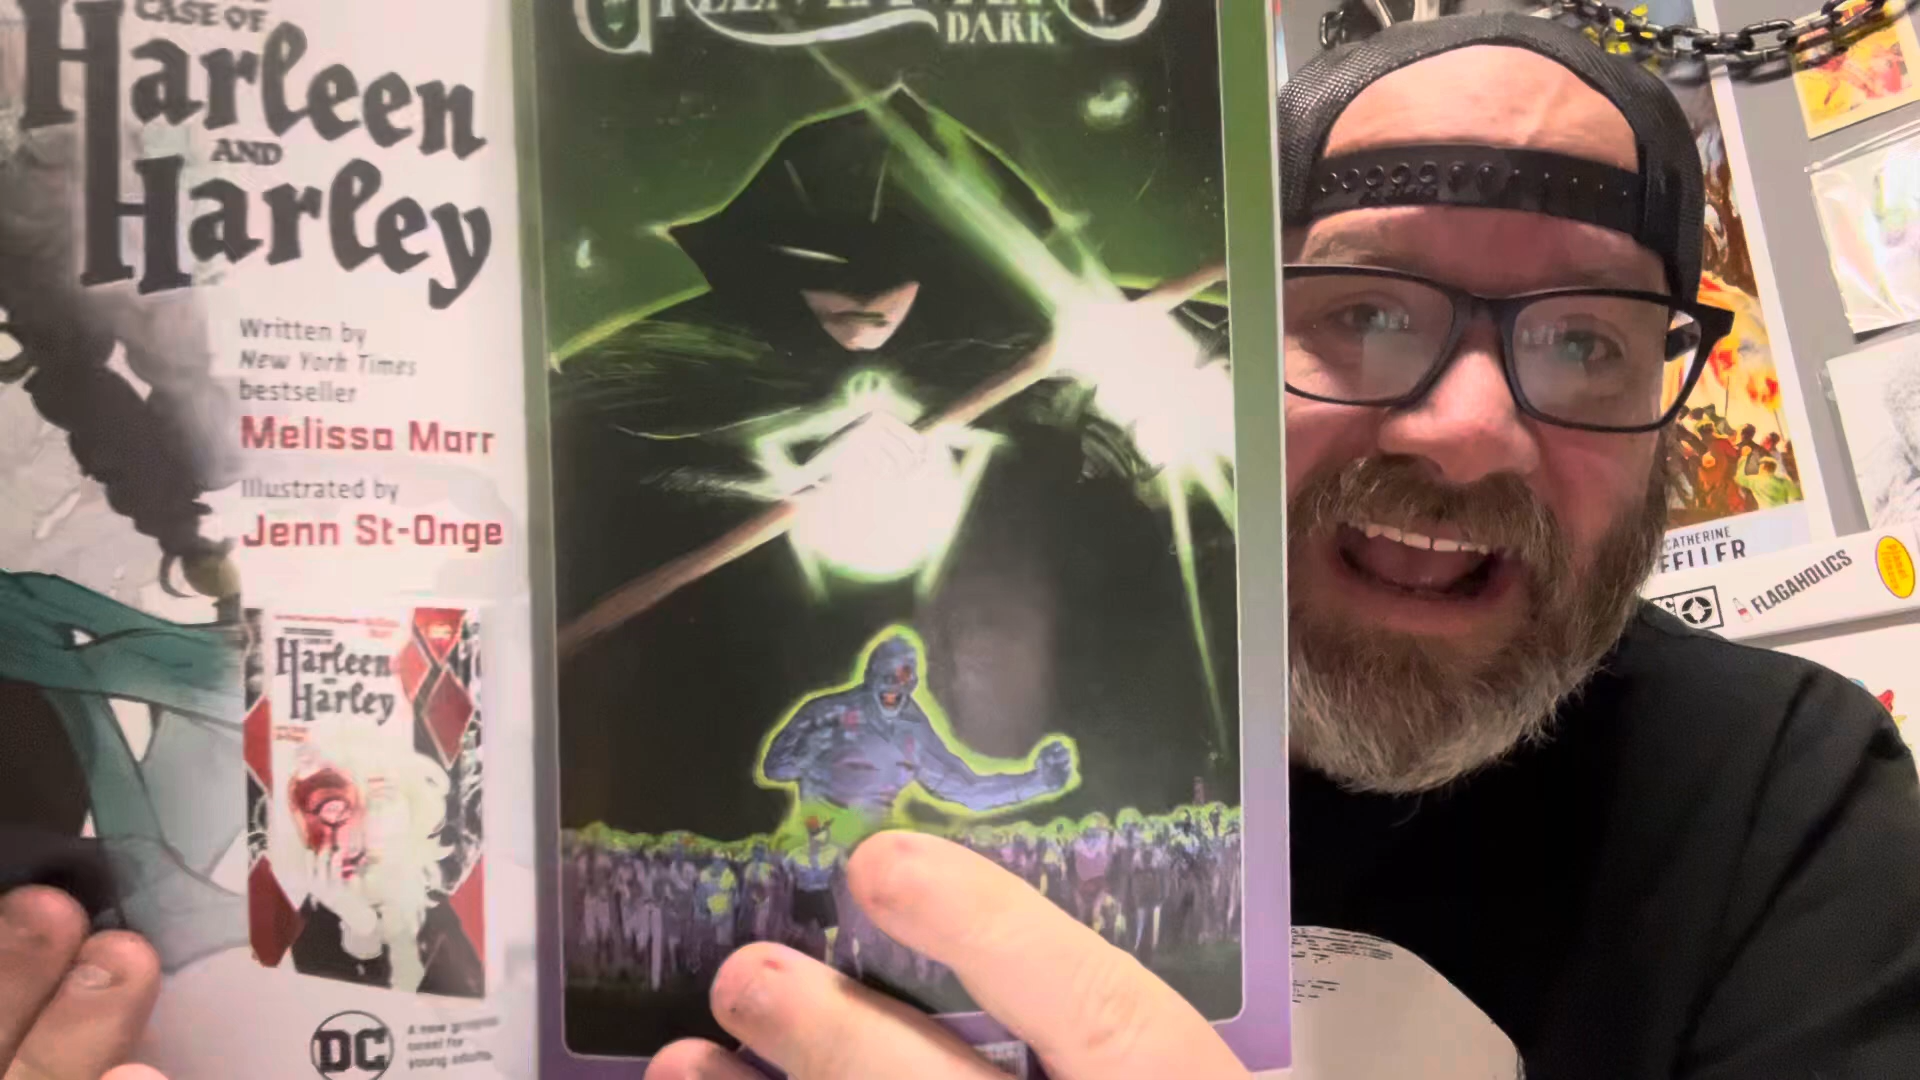 CASE OF
Harleen
AND
Harley
Written by
New York Times
bestseller
Melissa Marr
Illustrated by
Jenn St-Onge
Harleen
Harley
DC
A new graphic
novel for
young adults
DARK
CATHERINE
FLAGAHOLICS